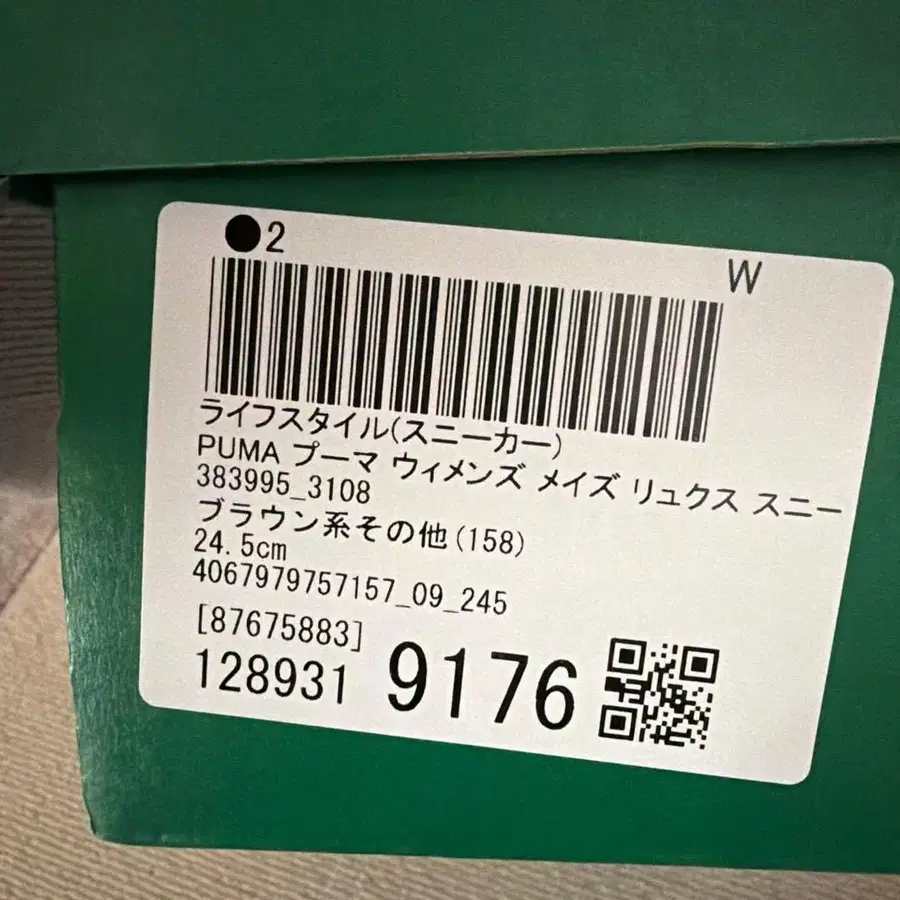 ●2
W
ライフスタイル(スニーカー)
PUMA プーマ ウィメンズ メイズ リュクス スニー
383995_3108
ブラウン系その他(158)
24.5cm
4067979757157_09_245
[87675883]
128931 9176